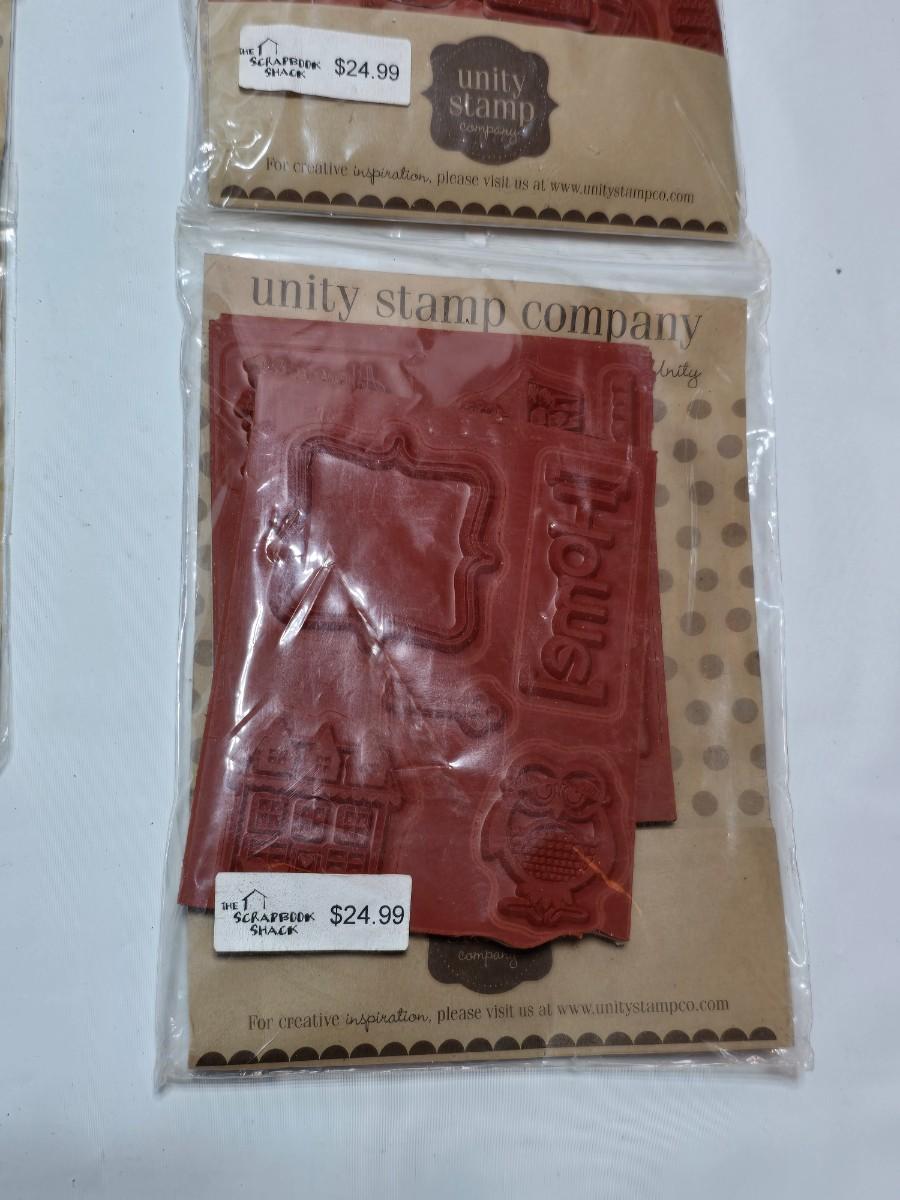 THE
SCRAPBOOK
SHACK
$24.99
unity
stamp
company
For creative inspiration, please visit us at www.unitystampco.com
unity stamp company
Unity
THE
SCRAPBOOK
SHACK
$24.99
company
For creative inspiration, please visit us at www.unitystampco.com